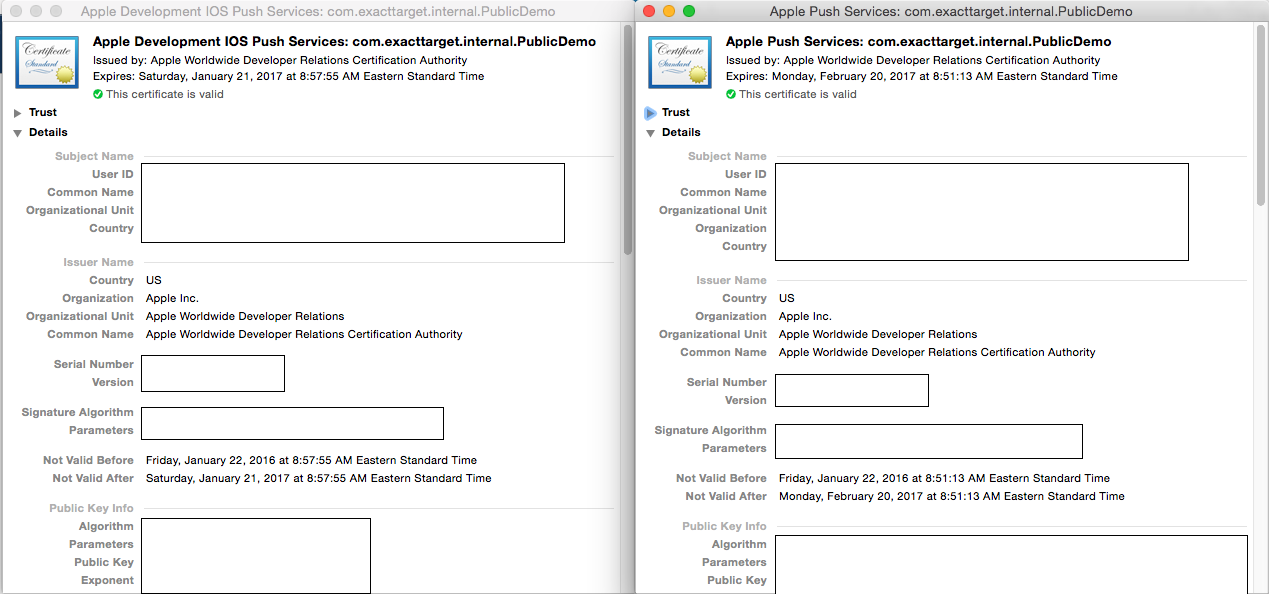 Apple Development IOS Push Services: com.exacttarget.internal.PublicDemo
Certificate
Standard
Apple Development IOS Push Services: com.exacttarget.internal.PublicDemo
Issued by: Apple Worldwide Developer Relations Certification Authority
Expires: Saturday, January 21, 2017 at 8:57:55 AM Eastern Standard Time
This certificate is valid
Trust
Details
Subject Name
User ID
Common Name
Organizational Unit
Country
Issuer Name
Country US
Organization Apple Inc.
Organizational Unit Apple Worldwide Developer Relations
Common Name Apple Worldwide Developer Relations Certification Authority
Serial Number
Version
Signature Algorithm
Parameters
Not Valid Before Friday, January 22, 2016 at 8:57:55 AM Eastern Standard Time
Not Valid After Saturday, January 21, 2017 at 8:57:55 AM Eastern Standard Time
Public Key Info
Algorithm
Parameters
Public Key
Exponent
Apple Push Services: com.exacttarget.internal.PublicDemo
Certificate
Standard
Apple Push Services: com.exacttarget.internal.PublicDemo
Issued by: Apple Worldwide Developer Relations Certification Authority
Expires: Monday, February 20, 2017 at 8:51:13 AM Eastern Standard Time
This certificate is valid
Trust
Details
Subject Name
User ID
Common Name
Organizational Unit
Organization
Country
Issuer Name
Country US
Organization Apple Inc.
Organizational Unit Apple Worldwide Developer Relations
Common Name Apple Worldwide Developer Relations Certification Authority
Serial Number
Version
Signature Algorithm
Parameters
Not Valid Before Friday, January 22, 2016 at 8:51:13 AM Eastern Standard Time
Not Valid After Monday, February 20, 2017 at 8:51:13 AM Eastern Standard Time
Public Key Info
Algorithm
Parameters
Public Key